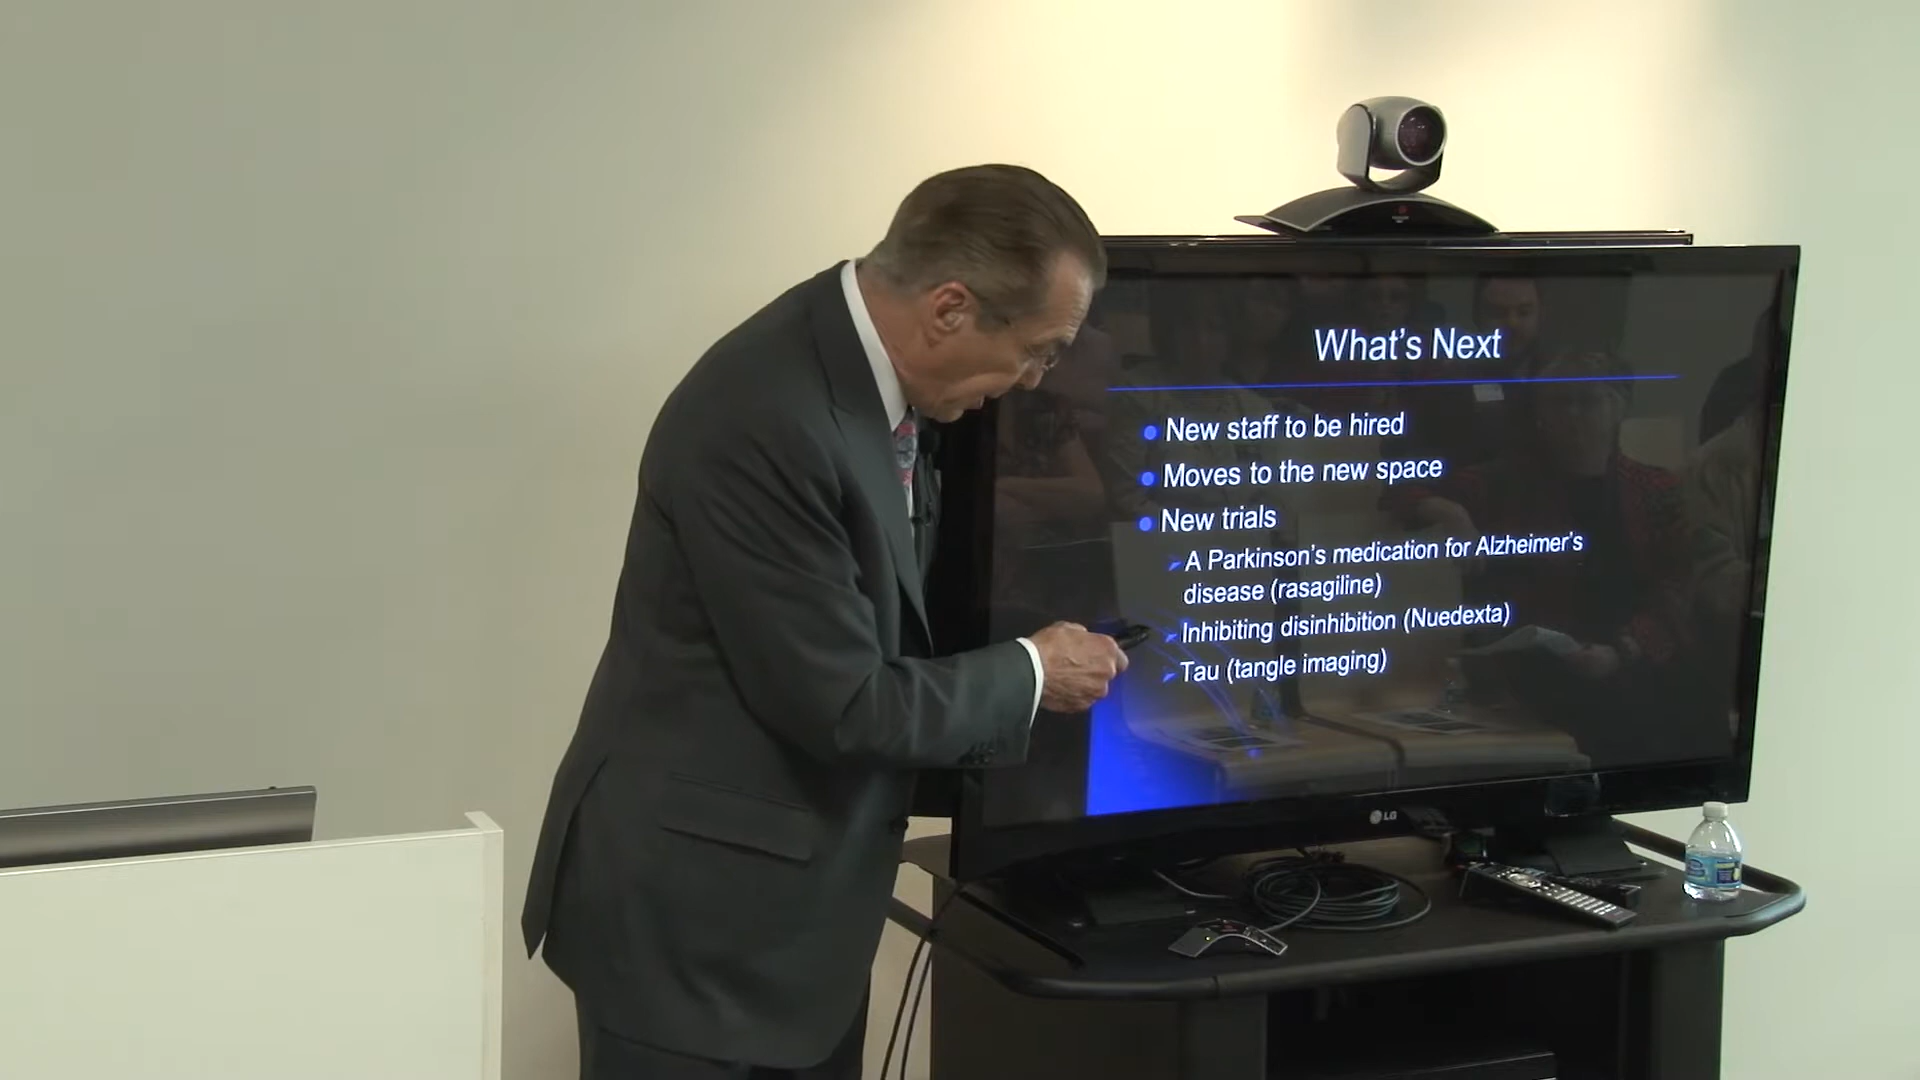 What's Next
New staff to be hired
Moves to the new space
New trials
A Parkinson's medication for Alzheimer's
disease (rasagiline)
Inhibiting disinhibition (Nuedexta)
Tau (tangle imaging)
LG